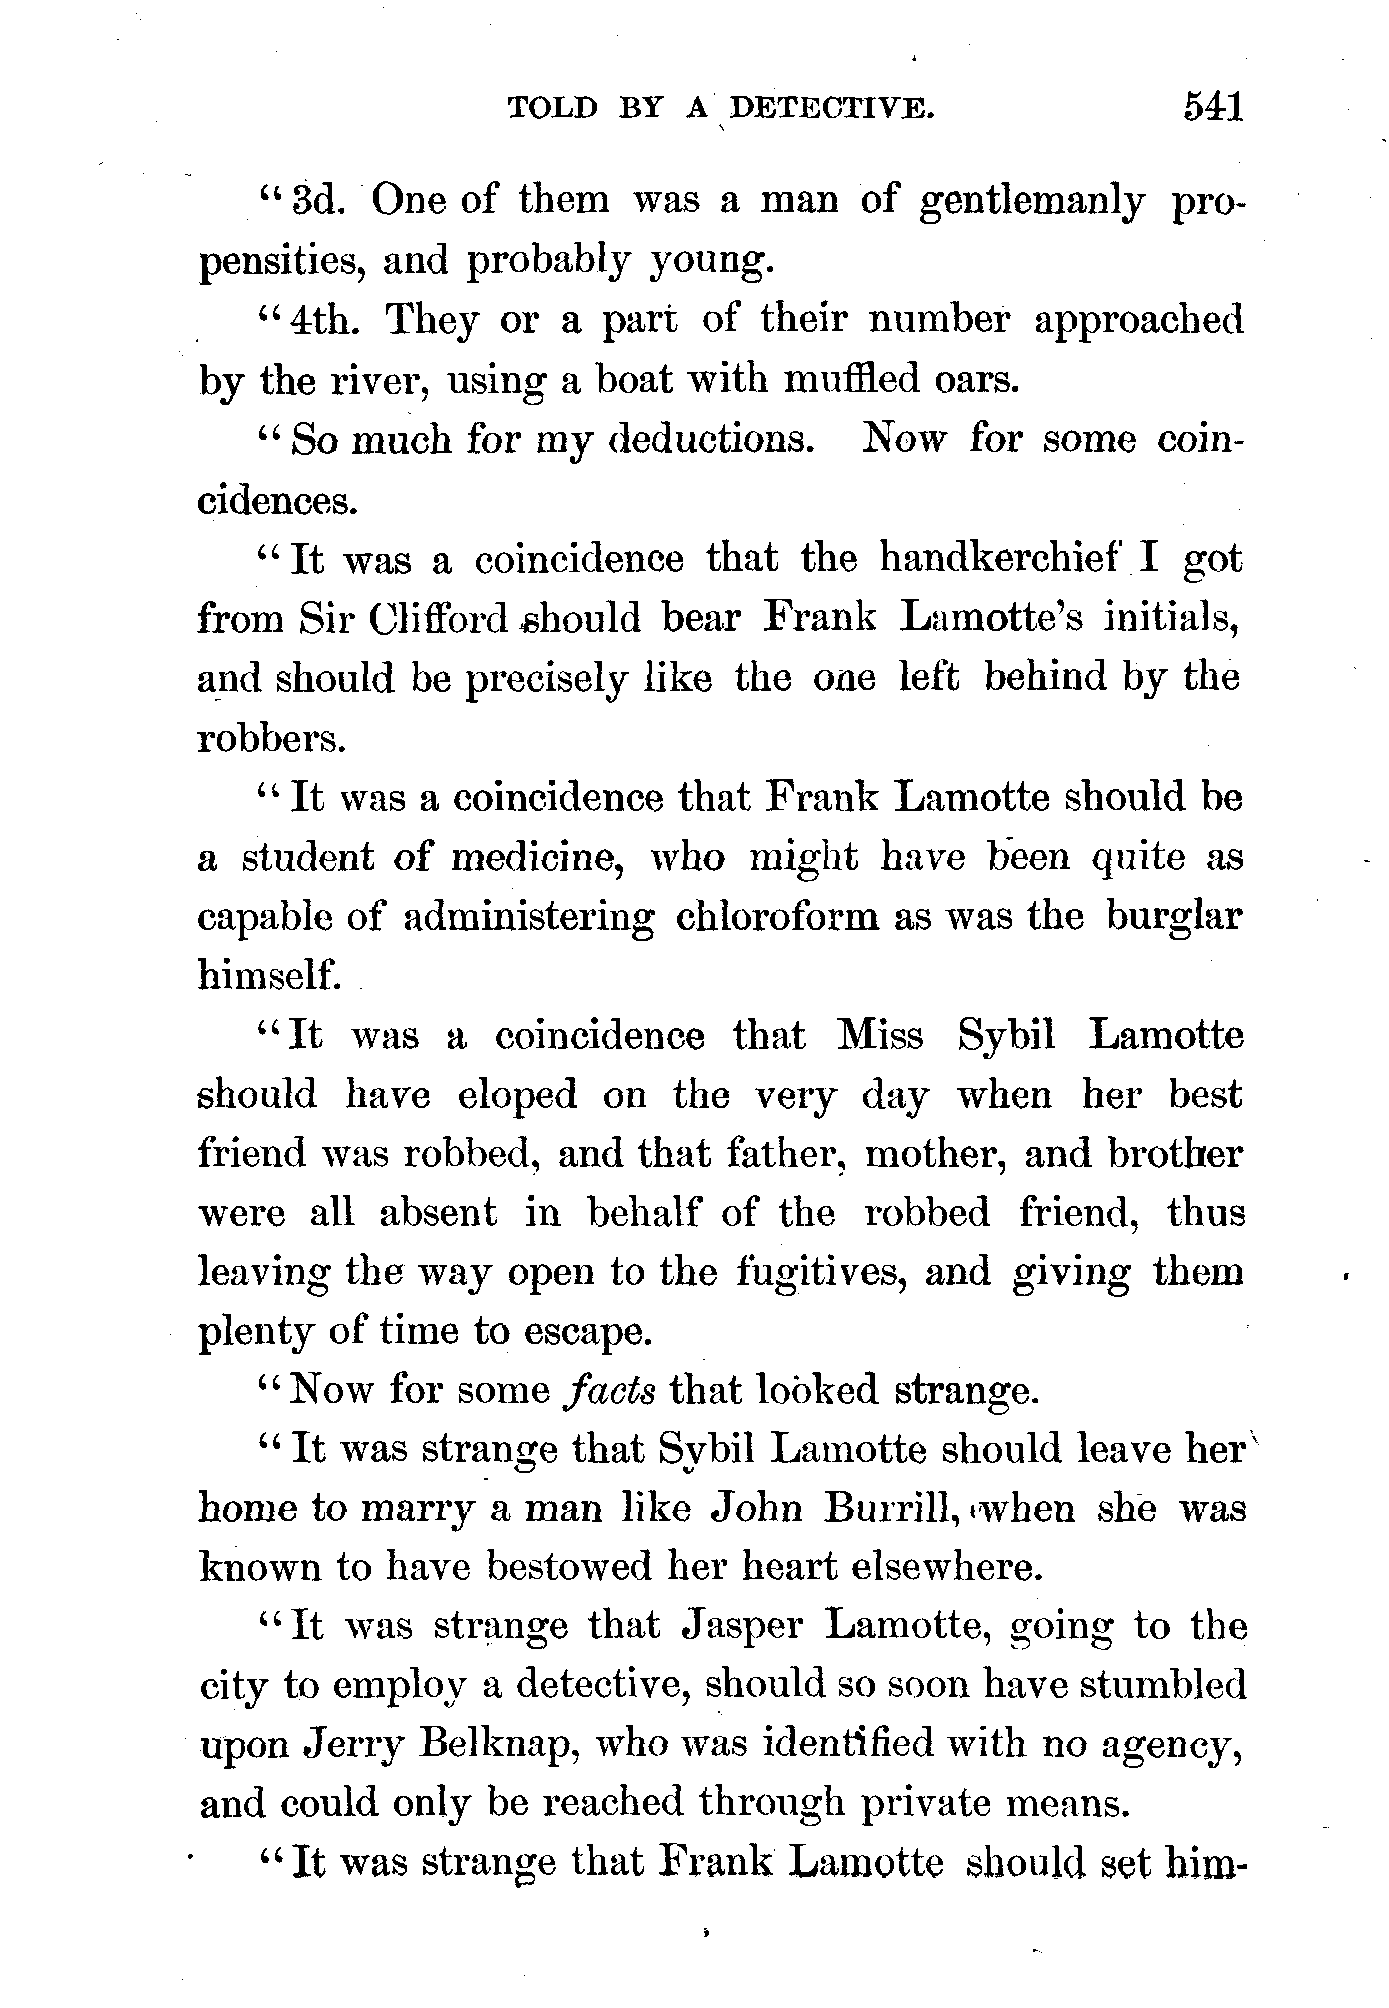 TOLD BY A DETECTIVE. 541
"3d. One of them was a man of gentlemanly pro-
pensities, and probably young.
"4th. They or a part of their number approached
by the river, using a boat with muffled oars.
"So much for my deductions. Now for some coin-
cidences.
"It was a coincidence that the handkerchief I got
from Sir Clifford should bear Frank Lamotte's initials,
and should be precisely like the one left behind by the
robbers.
"It was a coincidence that Frank Lamotte should be
a student of medicine, who might have been quite as
capable of administering chloroform as was the burglar
himself.
"It was a coincidence that Miss Sybil Lamotte
should have eloped on the very day when her best
friend was robbed, and that father, mother, and brother
were all absent in behalf of the robbed friend, thus
leaving the way open to the fugitives, and giving them
plenty of time to escape.
"Now for some facts that looked strange.
"It was strange that Sybil Lamotte should leave her
home to marry a man like John Burrill, when she was
known to have bestowed her heart elsewhere.
"It was strange that Jasper Lamotte, going to the
city to employ a detective, should so soon have stumbled
upon Jerry Belknap, who was identified with no agency,
and could only be reached through private means.
"It was strange that Frank Lamotte should set him-